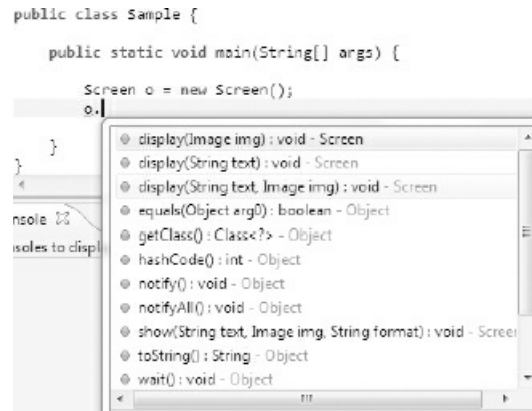 public class Sample {
public static void main(String[] args) {
Screen o = new Screen();
o.
}
}
display(Image img) : void - Screen
display(String text) : void - Screen
display(String text, Image img) : void - Screen
equals(Object arg0) : boolean - Object
getClass() : Class<?> - Object
hashCode() : int - Object
notify() : void - Object
notifyAll() : void - Object
show(String text, Image img, String format) : void - Screen
toString() : String - Object
wait() : void - Object
nsole
nsoles to displ